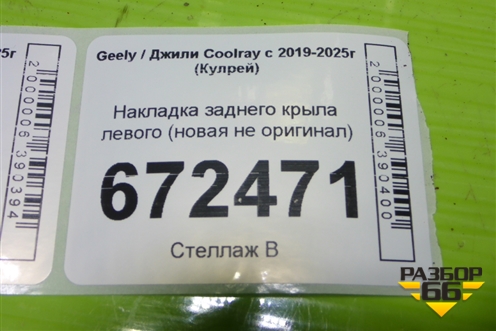 5г
2000006390394
Geely / Джили Coolray с 2019-2025г
(Кулрей)
Накладка заднего крыла
левого (новая не оригинал)
672471
Стеллаж В
2000006390400
РАЗБОР
66